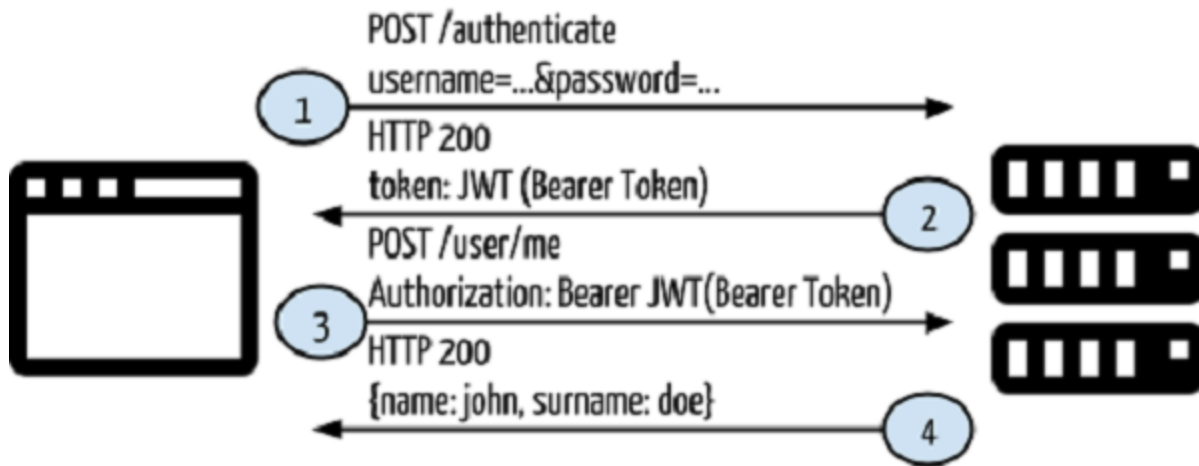 POST /authenticate
username=...&password=...
1
HTTP 200
token: JWT (Bearer Token)
2
POST /user/me
Authorization: Bearer JWT(Bearer Token)
3
HTTP 200
{name: john, surname: doe}
4